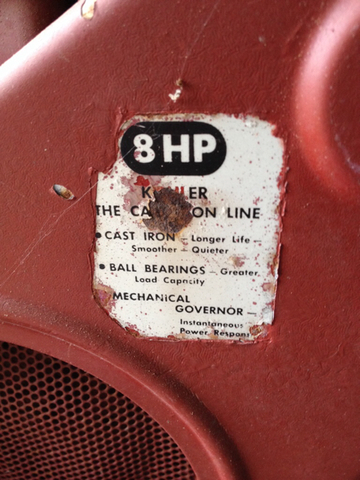 8 HP
THE LINE
• CAST IRON – Longer Life –
Smoother – Quieter
• BALL BEARINGS – Greater
Load Capacity
MECHANICAL
GOVERNOR –
Instantaneous
Power